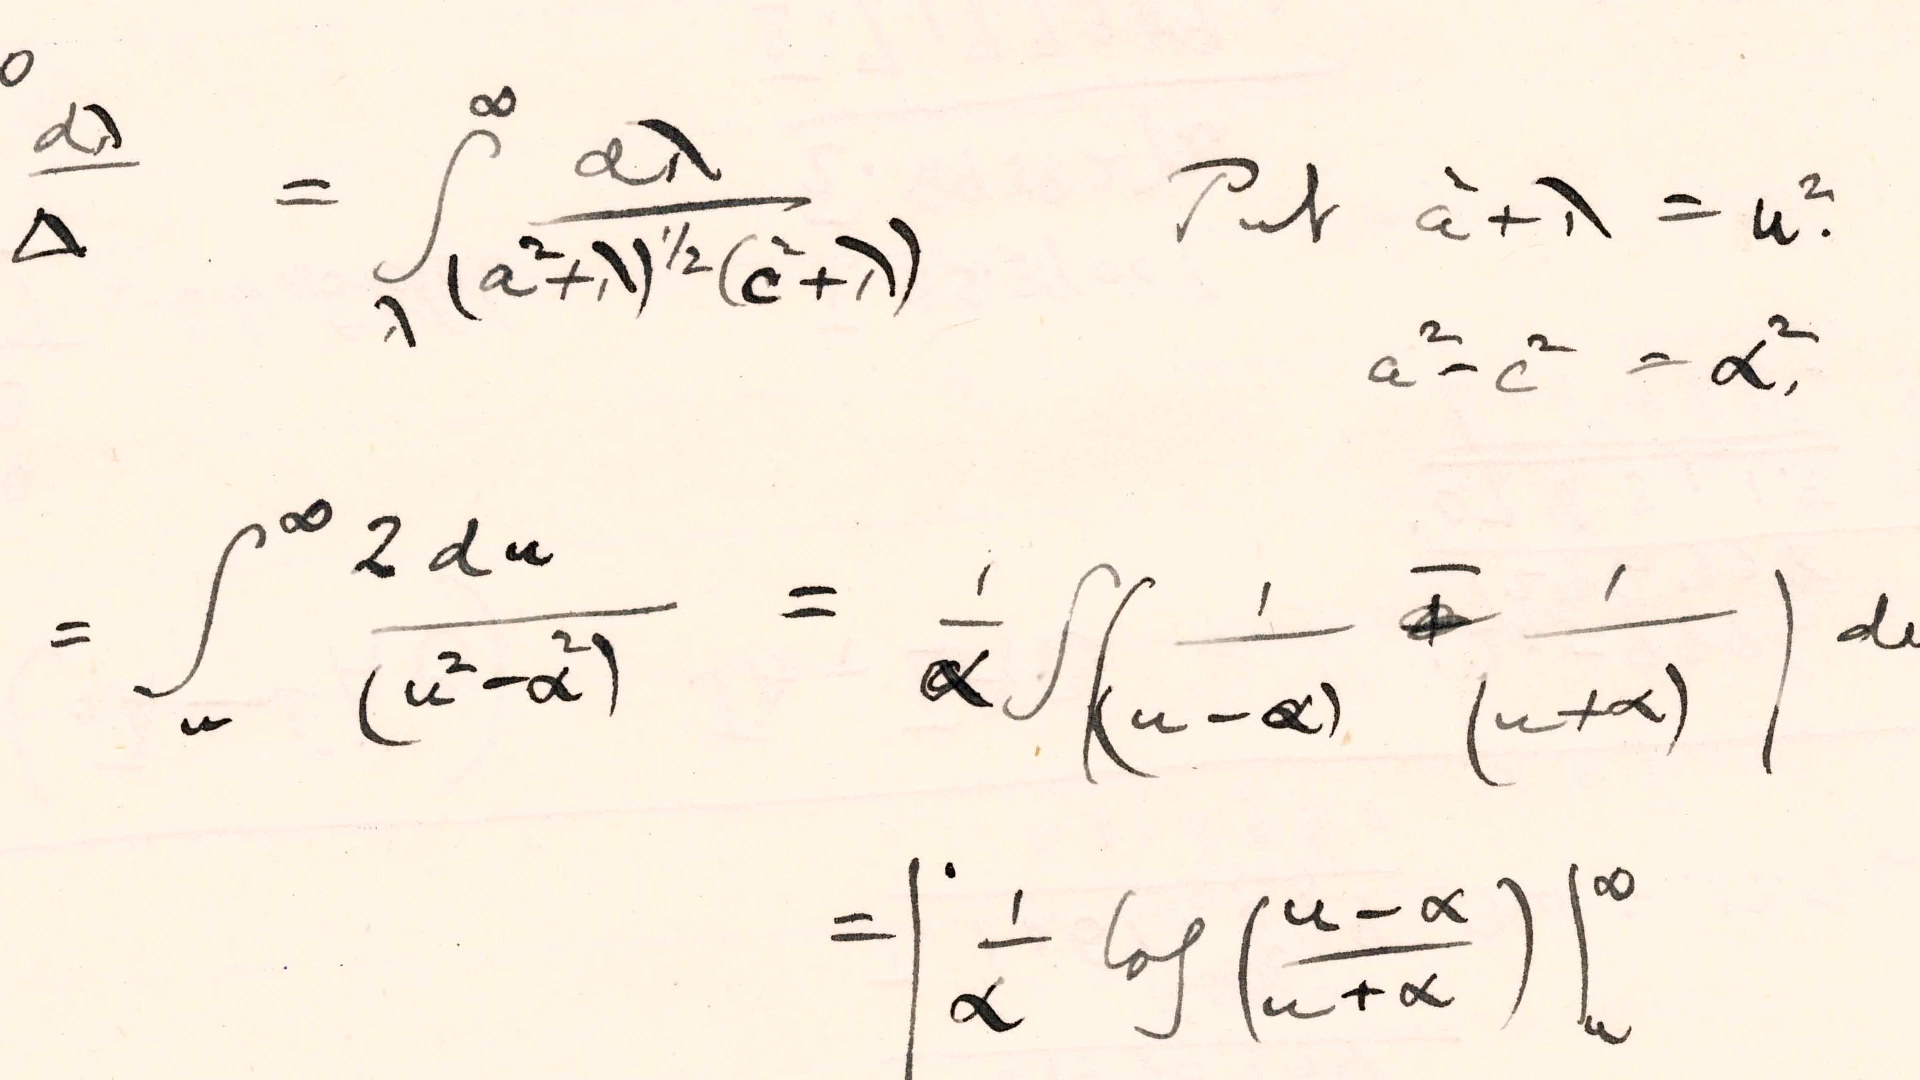 ∞
dλ/Δ = ∫_λ^∞ dλ/((a²+λ)^{1/2}(c²+λ)) Put a²+λ = u².
a²-c² = α².
= ∫_u^∞ 2du/(u²-α²) = 1/α ∫(1/(u-α) - 1/(u+α)) du
= | 1/α log((u-α)/(u+α)) |_u^∞